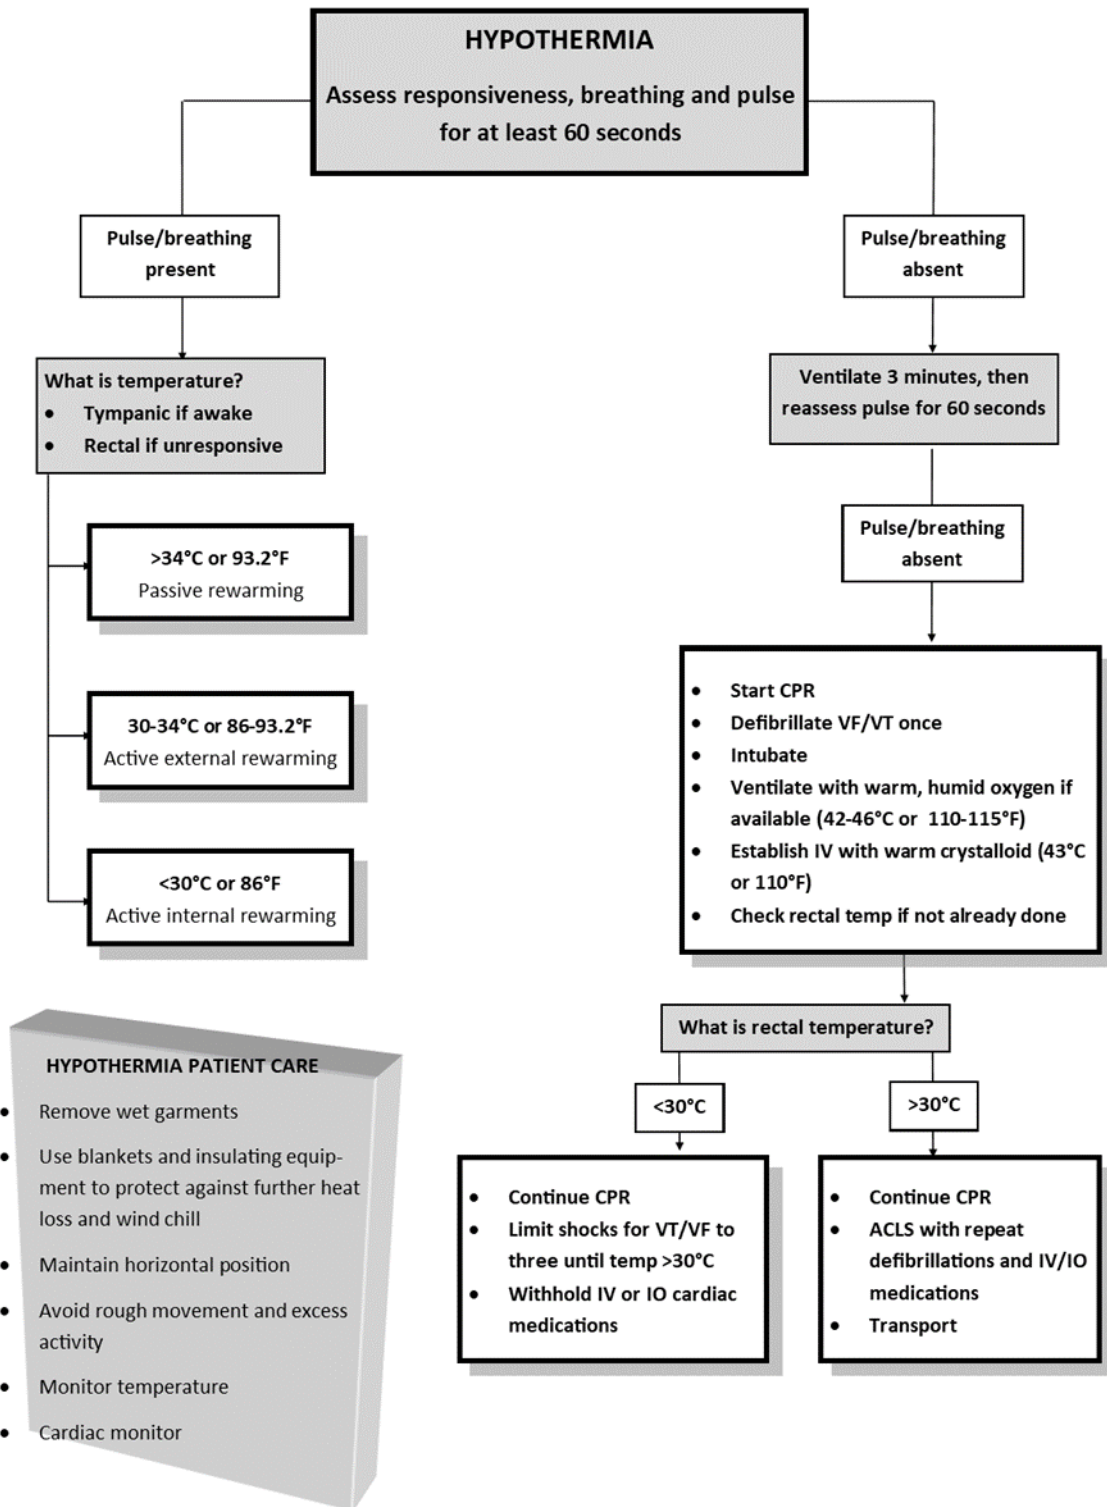 HYPOTHERMIA
Assess responsiveness, breathing and pulse
for at least 60 seconds
Pulse/breathing
present
What is temperature?
• Tympanic if awake
• Rectal if unresponsive
>34°C or 93.2°F
Passive rewarming
30-34°C or 86-93.2°F
Active external rewarming
<30°C or 86°F
Active internal rewarming
HYPOTHERMIA PATIENT CARE
• Remove wet garments
• Use blankets and insulating equip-
ment to protect against further heat
loss and wind chill
• Maintain horizontal position
• Avoid rough movement and excess
activity
• Monitor temperature
• Cardiac monitor
Pulse/breathing
absent
Ventilate 3 minutes, then
reassess pulse for 60 seconds
Pulse/breathing
absent
• Start CPR
• Defibrillate VF/VT once
• Intubate
• Ventilate with warm, humid oxygen if
available (42-46°C or 110-115°F)
• Establish IV with warm crystalloid (43°C
or 110°F)
• Check rectal temp if not already done
What is rectal temperature?
<30°C
• Continue CPR
• Limit shocks for VT/VF to
three until temp >30°C
• Withhold IV or IO cardiac
medications
>30°C
• Continue CPR
• ACLS with repeat
defibrillations and IV/IO
medications
• Transport